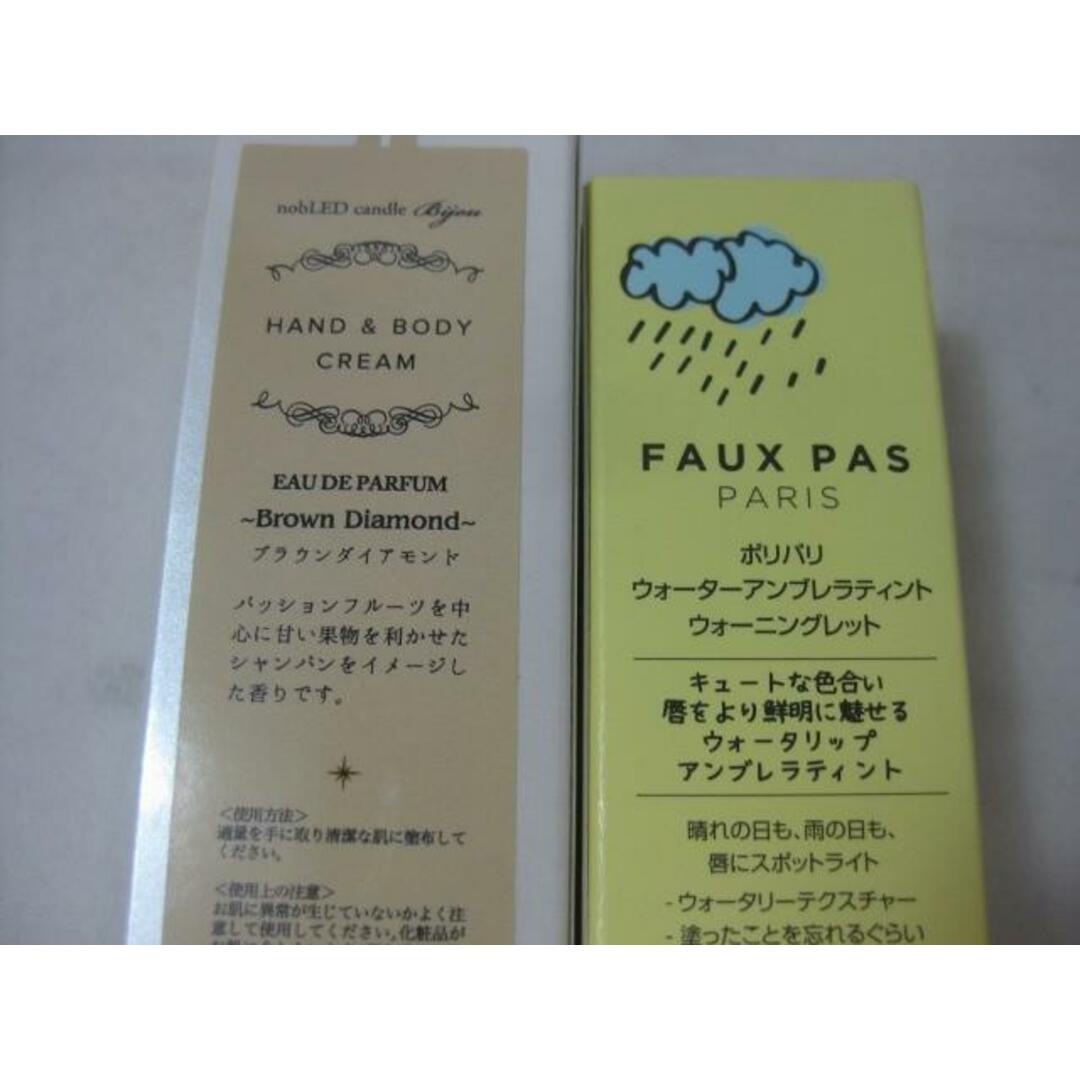 nobLED candle Bijou
HAND & BODY
CREAM
EAU DE PARFUM
~Brown Diamond~
ブラウンダイアモンド
パッションフルーツを中
心に甘い果物を利かせた
シャンパンをイメージし
た香りです。
<使用方法>
適量を手に取り清潔な肌に塗布して
ください。
<使用上の注意>
お肌に異常が生じていないかよく注
意して使用してください。化粧品が
FAUX PAS
PARIS
ポリパリ
ウォーターアンブレラティント
ウォーニングレット
キュートな色合い
唇をより鮮明に魅せる
ウォータリップ
アンブレラティント
晴れの日も、雨の日も、
唇にスポットライト
- ウォータリーテクスチャー
- 塗ったことを忘れるぐらい